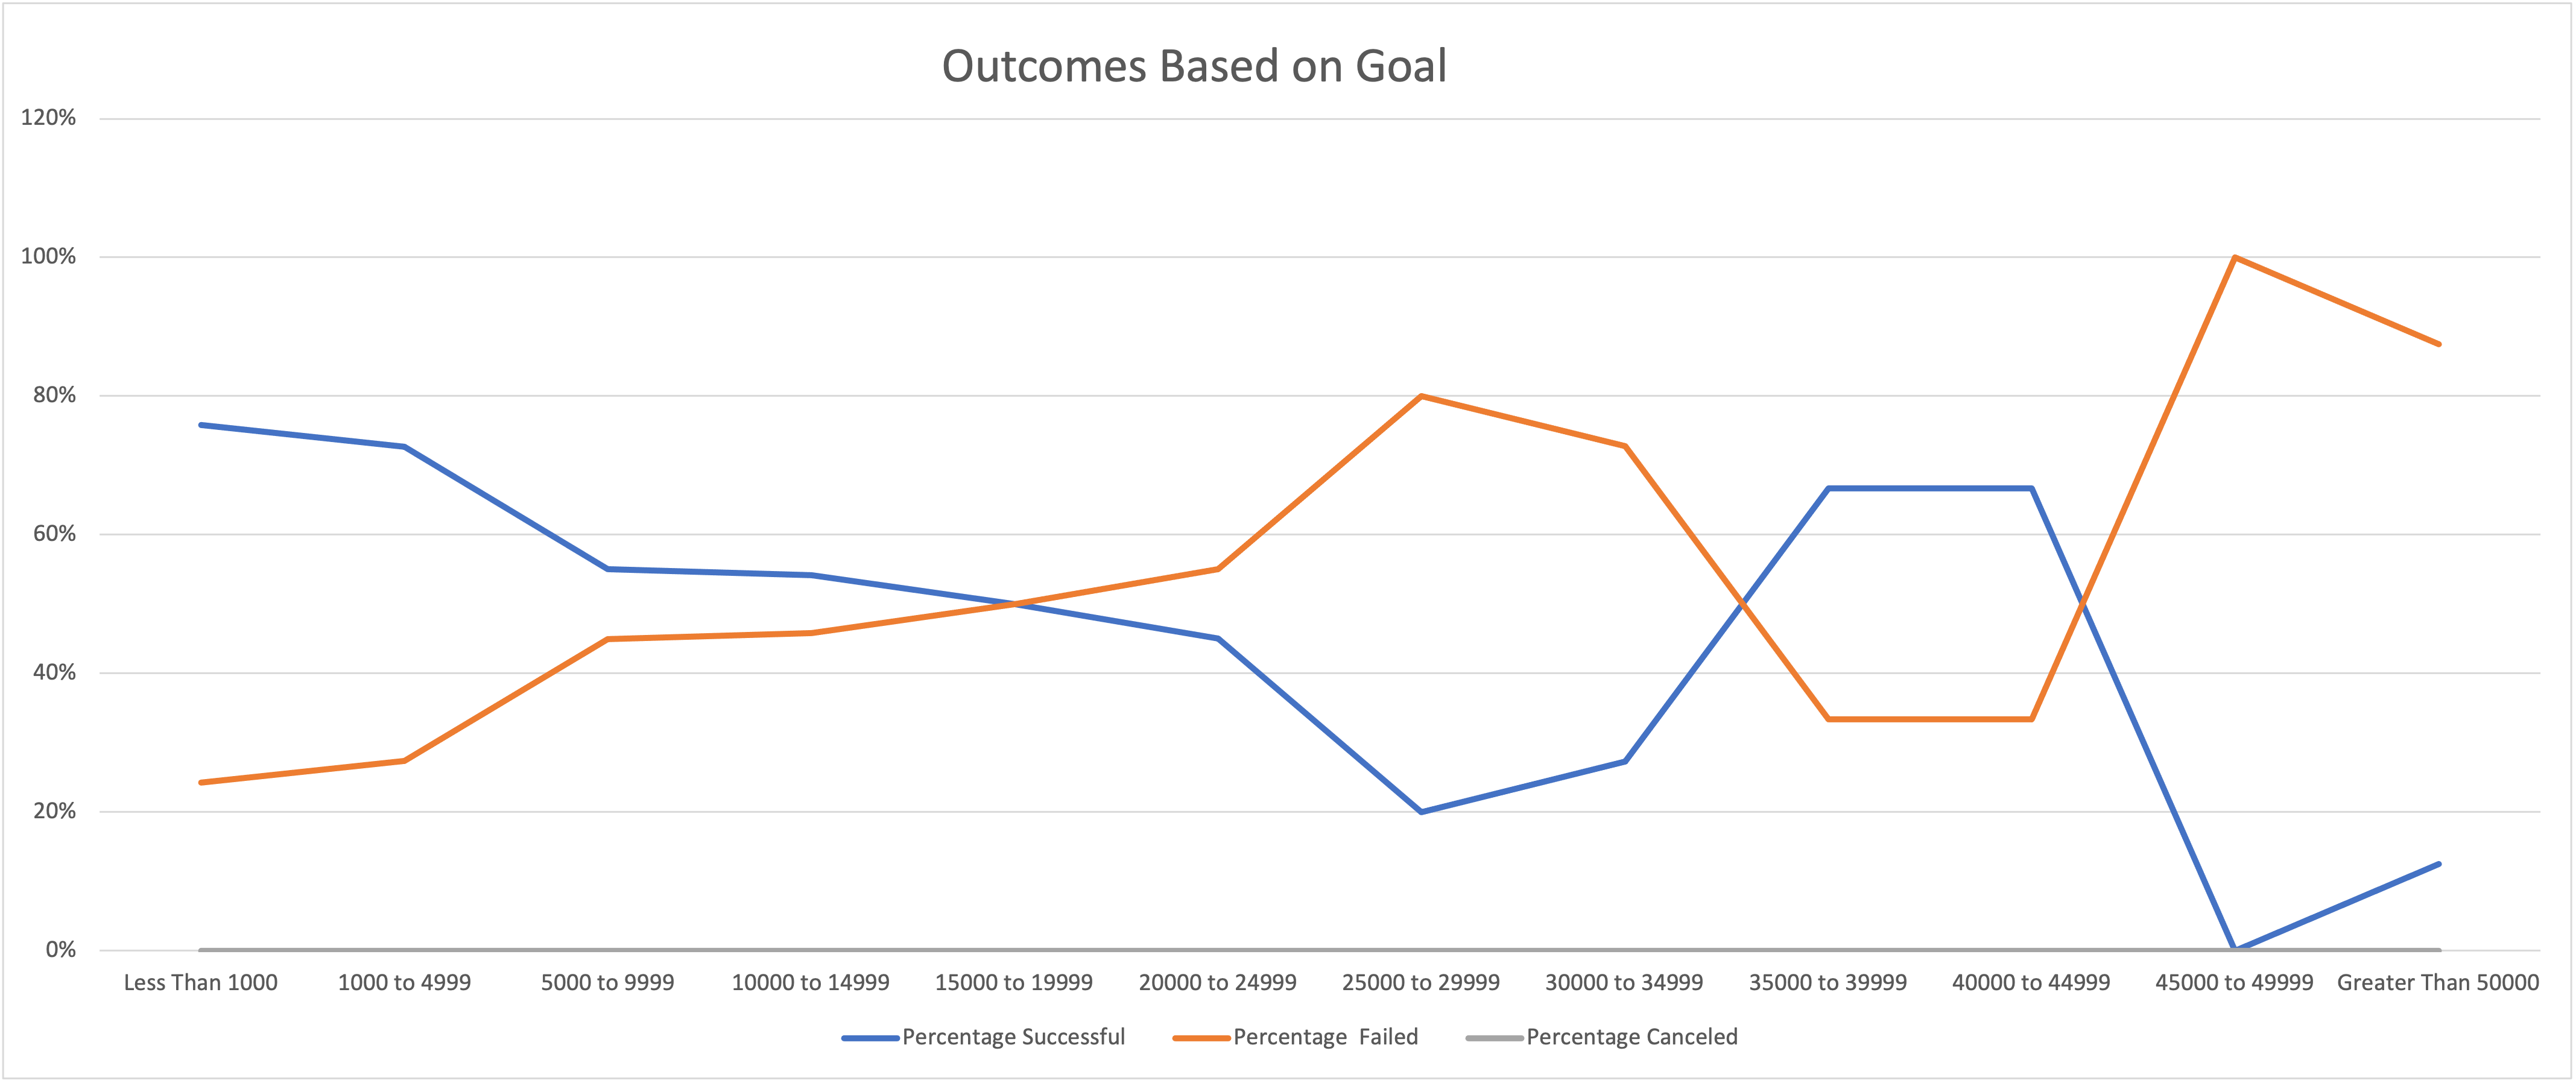 Outcomes Based on Goal
120%
100%
80%
60%
40%
20%
0%
Less Than 1000 1000 to 4999 5000 to 9999 10000 to 14999 15000 to 19999 20000 to 24999 25000 to 29999 30000 to 34999 35000 to 39999 40000 to 44999 45000 to 49999 Greater Than 50000
Percentage Successful Percentage  Failed Percentage Canceled